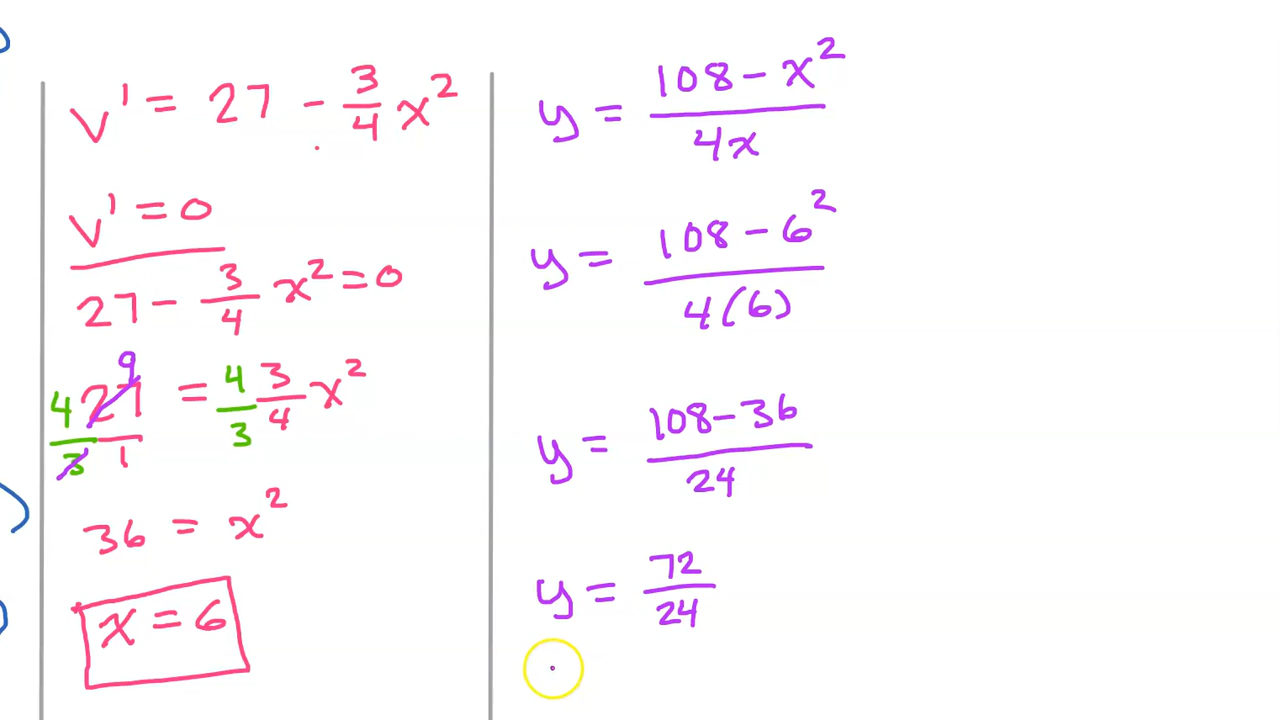 v' = 27 - 3/4 x²
v' = 0
27 - 3/4 x² = 0
4/3 27/1 = 4/3 3/4 x²
9
36 = x²
x = 6
y = (108 - x²)/(4x)
y = (108 - 6²)/(4(6))
y = (108 - 36)/24
y = 72/24